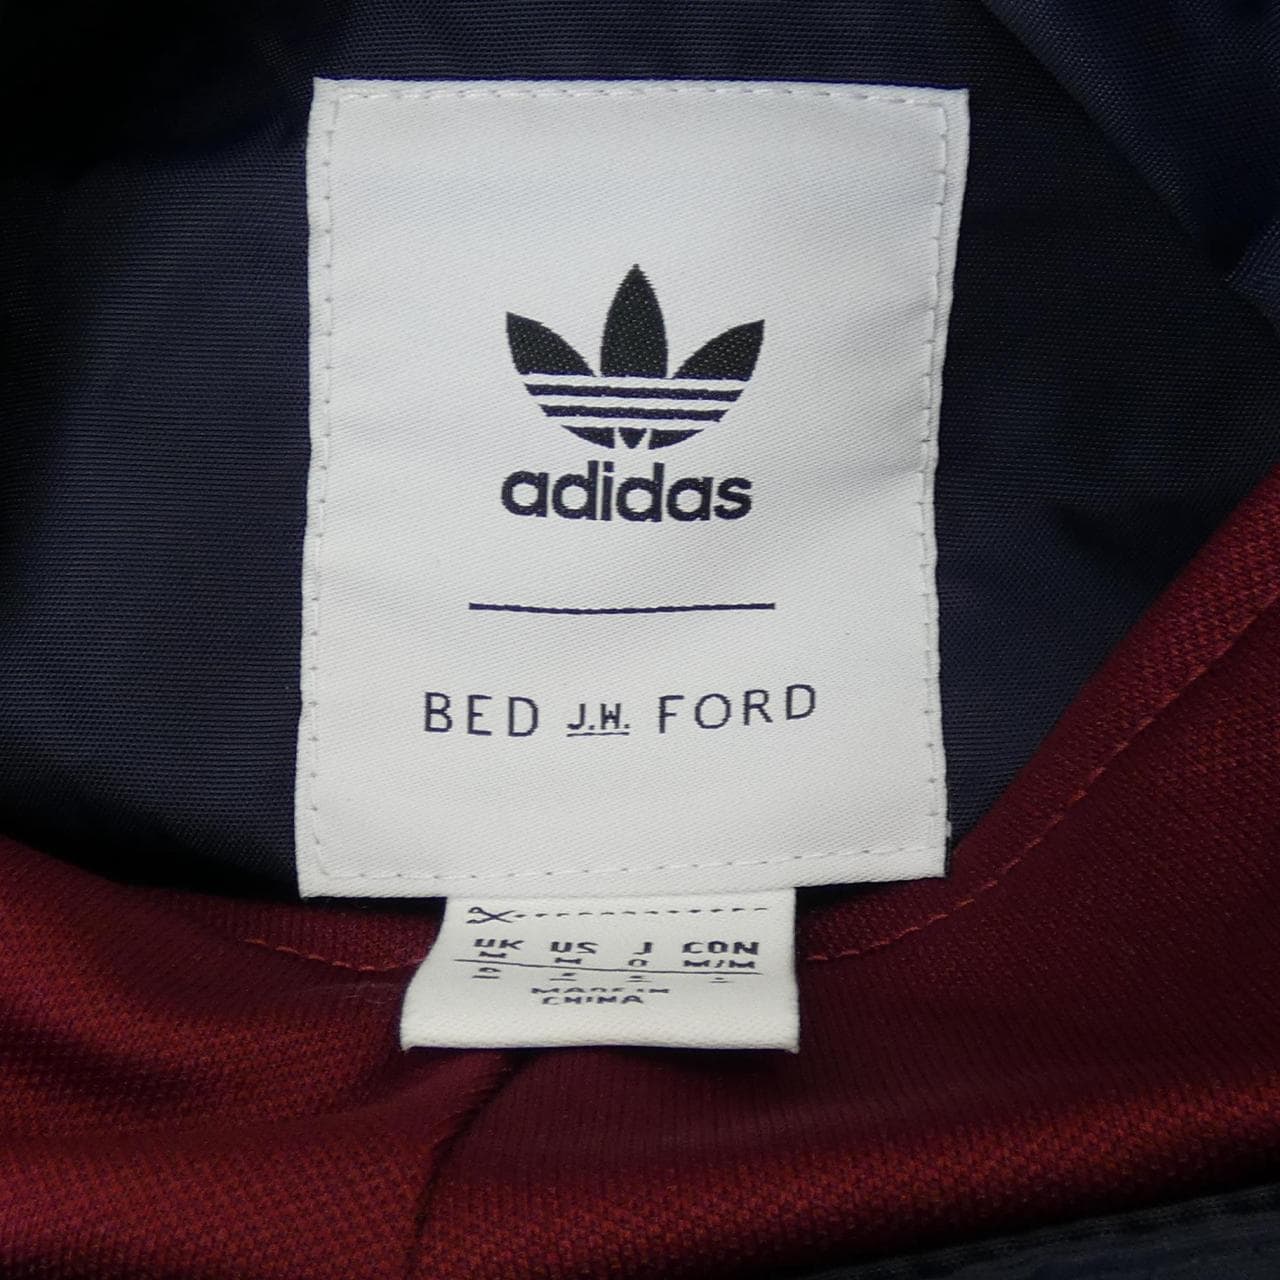 adidas
BED J.W. FORD
UK US J CON
M M O M/M
MADE IN
CHINA